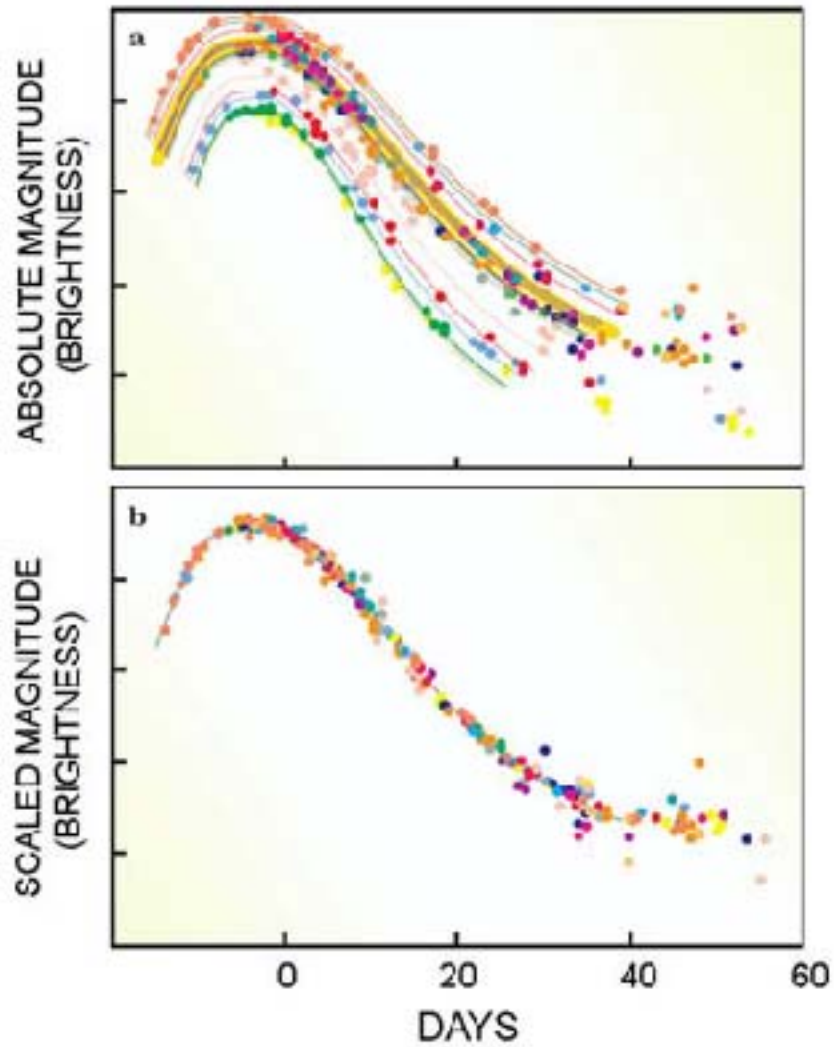 a
ABSOLUTE MAGNITUDE
(BRIGHTNESS)
b
SCALED MAGNITUDE
(BRIGHTNESS)
0 20 40 60
DAYS